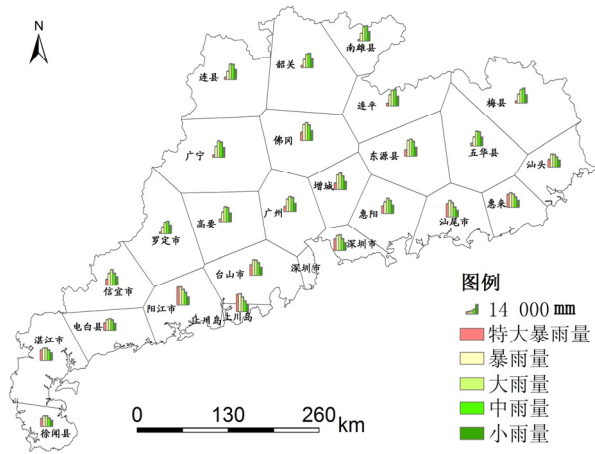 N
南雄县
韶关
连县
连平
梅县
佛冈
广宁
东源县
五华县
汕头
增城
惠来
广州
惠阳
汕尾市
高要
罗定市
深圳市
台山市
深圳市
信宜市
阳江市
上川岛
上川岛
电白县
湛江市
徐闻县
图例
14 000 mm
特大暴雨量
暴雨量
大雨量
中雨量
小雨量
0 130 260 km